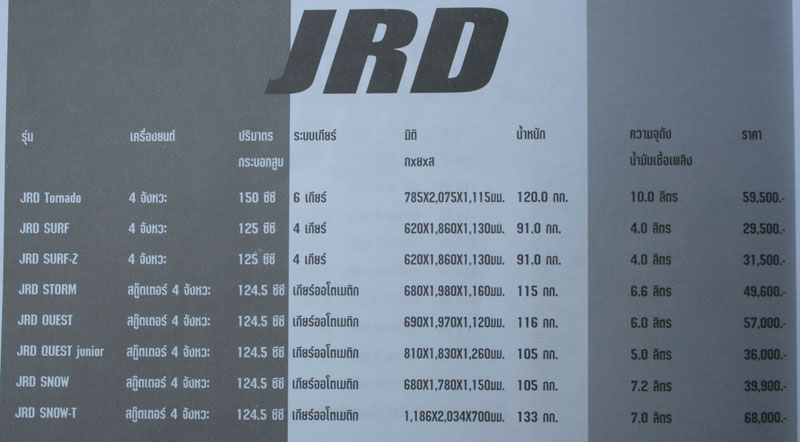 JRD
รุ่น เครื่องยนต์ ปริมาตร ระบบเกียร์ มิติ น้ำหนัก ความจุถัง ราคา
กระบอกสูบ กxยxส น้ำมันเชื้อเพลิง
JRD Tornado 4 จังหวะ 150 ซีซี 6 เกียร์ 785X2,075X1,115มม. 120.0 กก. 10.0 ลิตร 59,500.-
JRD SURF 4 จังหวะ 125 ซีซี 4 เกียร์ 620X1,860X1,130มม. 91.0 กก. 4.0 ลิตร 29,500.-
JRD SURF-Z 4 จังหวะ 125 ซีซี 4 เกียร์ 620X1,860X1,130มม. 91.0 กก. 4.0 ลิตร 31,500.-
JRD STORM สกู๊ตเตอร์ 4 จังหวะ 124.5 ซีซี เกียร์ออโตเมติก 680X1,980X1,160มม. 115 กก. 6.6 ลิตร 49,600.-
JRD QUEST สกู๊ตเตอร์ 4 จังหวะ 124.5 ซีซี เกียร์ออโตเมติก 690X1,970X1,120มม. 116 กก. 6.0 ลิตร 57,000.-
JRD QUEST junior สกู๊ตเตอร์ 4 จังหวะ 124.5 ซีซี เกียร์ออโตเมติก 810X1,830X1,260มม. 105 กก. 5.0 ลิตร 36,000.-
JRD SNOW สกู๊ตเตอร์ 4 จังหวะ 124.5 ซีซี เกียร์ออโตเมติก 680X1,780X1,150มม. 105 กก. 7.2 ลิตร 39,900.-
JRD SNOW-T สกู๊ตเตอร์ 4 จังหวะ 124.5 ซีซี เกียร์ออโตเมติก 1,186X2,034X700มม. 133 กก. 7.0 ลิตร 68,000.-